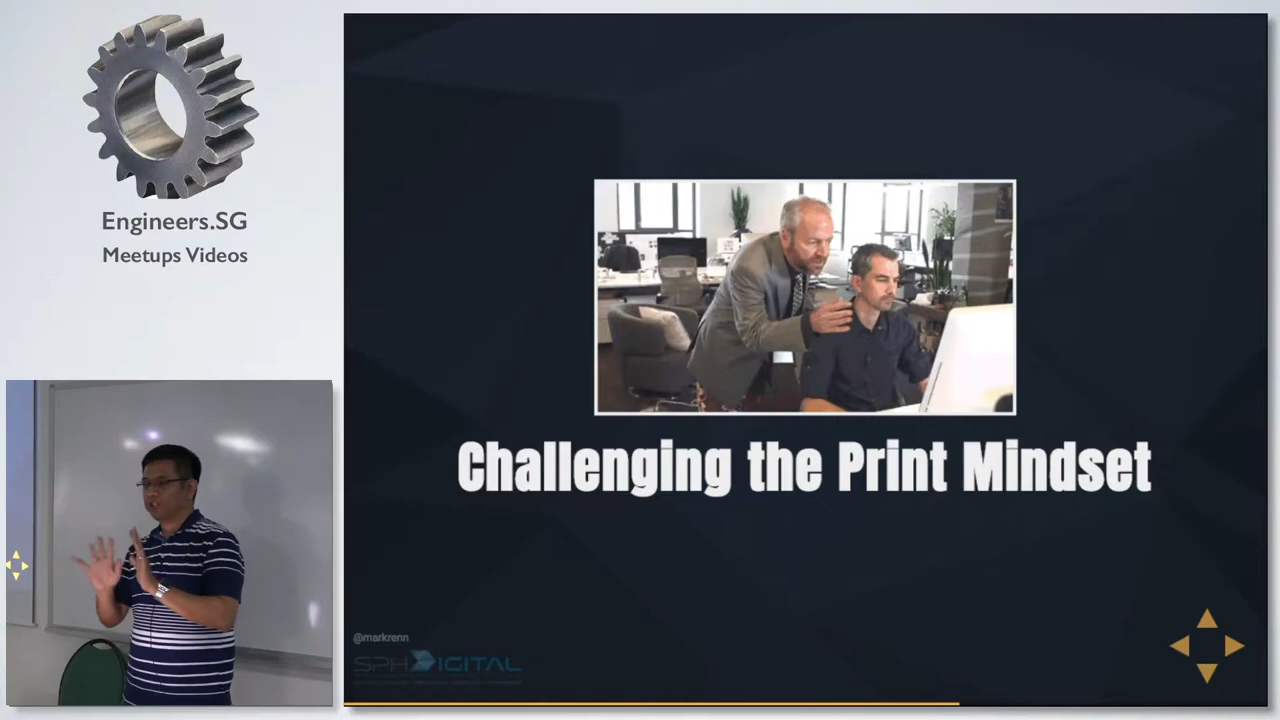 Engineers.SG
Meetups Videos
Challenging the Print Mindset
@markrenn
SPH DIGITAL